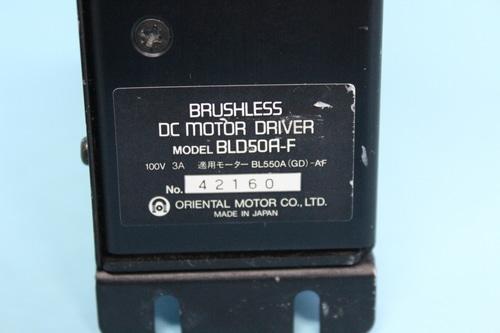 BRUSHLESS
DC MOTOR DRIVER
MODEL BLD50A-F
100V 3A 適用モーター BL550A(GD)-AF
No. 42160
ORIENTAL MOTOR CO., LTD.
MADE IN JAPAN